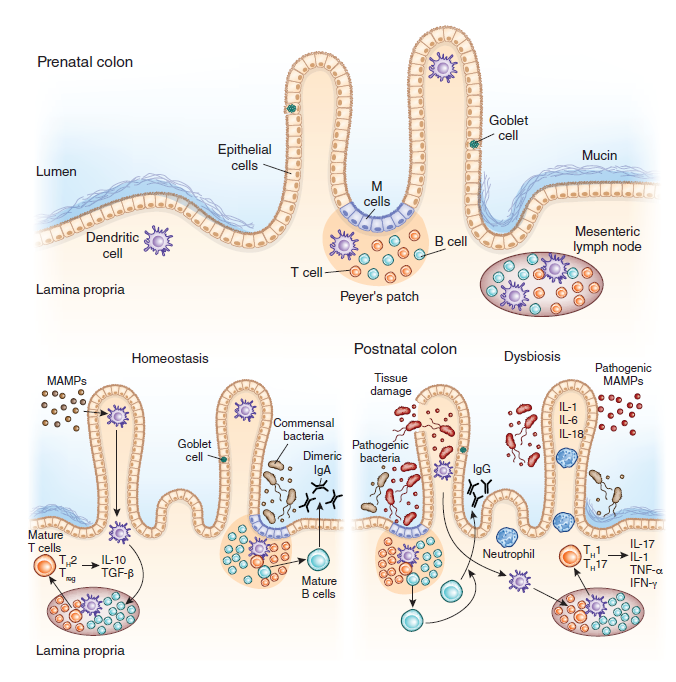 Prenatal colon
Goblet
cell
Epithelial
cells
Mucin
Lumen
M
cells
Dendritic
cell
B cell
Mesenteric
lymph node
T cell
Lamina propria
Peyer's patch
Postnatal colon
Homeostasis
Dysbiosis
MAMPs
Goblet
cell
Commensal
bacteria
Dimeric
IgA
Mature
T cells
TH2
Treg
IL-10
TGF-β
Mature
B cells
Lamina propria
Tissue
damage
Pathogenic
bacteria
IgG
IL-1
IL-6
IL-18
Pathogenic
MAMPs
Neutrophil
TH1
TH17
IL-17
IL-1
TNF-α
IFN-γ